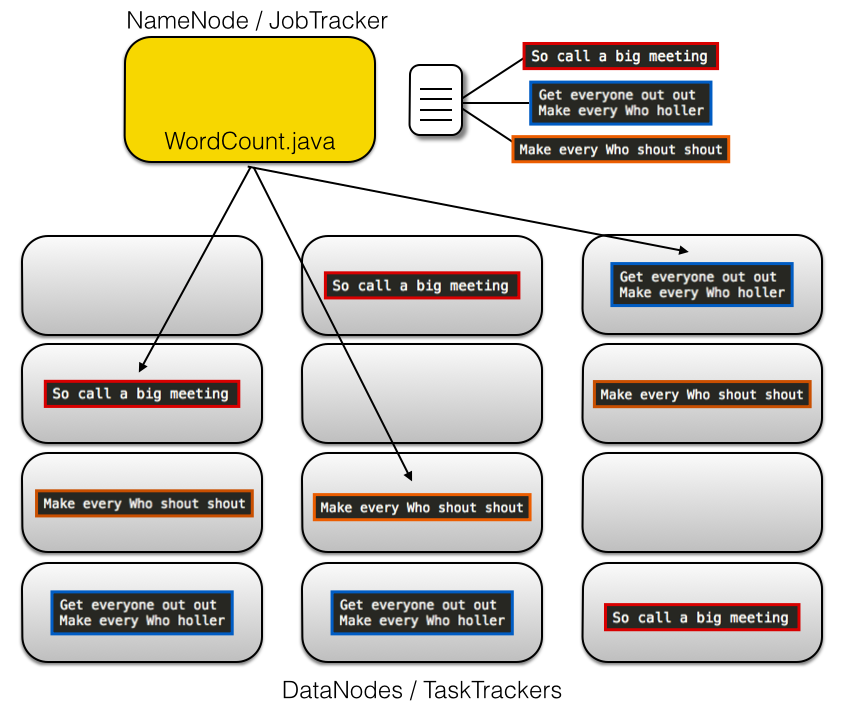 NameNode / JobTracker
So call a big meeting
Get everyone out out
Make every Who holler
WordCount.java
Make every Who shout shout
So call a big meeting
Get everyone out out
Make every Who holler
So call a big meeting
Make every Who shout shout
Make every Who shout shout
Make every Who shout shout
Get everyone out out
Make every Who holler
Get everyone out out
Make every Who holler
So call a big meeting
DataNodes / TaskTrackers